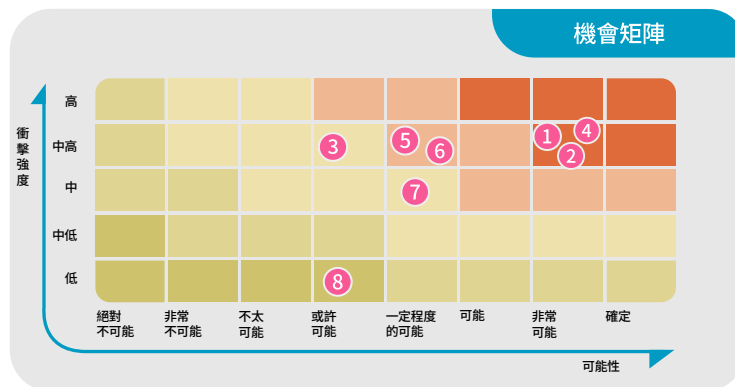 機會矩陣
衝擊強度
高
中高
中
中低
低
3
5
6
1
4
2
7
8
絕對
不可能
非常
不可能
不太
可能
或許
可能
一定程度
的可能
可能
非常
可能
確定
可能性